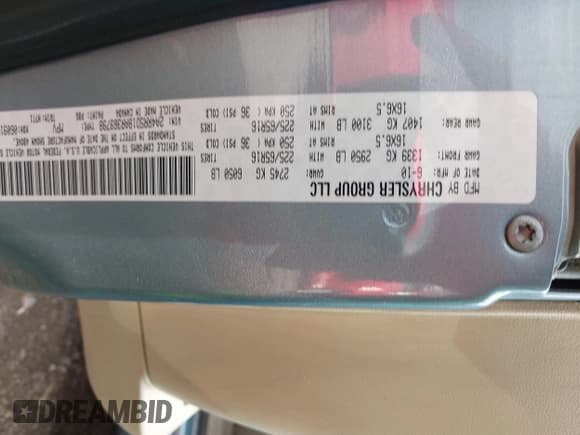 MFD BY CHRYSLER GROUP LLC
DATE OF MFR: 6-10 GVWR: 2745 KG 6050 LB
GAWR FRONT: 1339 KG 2950 LB WITH TIRES
16X6.5 RIMS AT 250 KPA( 36 PSI) COLD
225/65R16
GAWR REAR: 1407 KG 3100 LB WITH TIRES
16X6.5 RIMS AT 250 KPA( 36 PSI) COLD
225/65R16
THIS VEHICLE CONFORMS TO ALL APPLICABLE U.S.A. FEDERAL MOTOR VEHICLE
STANDARDS IN EFFECT ON THE DATE OF MANUFACTURE SHOWN ABOVE.
VIN: TYPE: MPV
VEHICLE MADE IN CANADA
DREAMBID